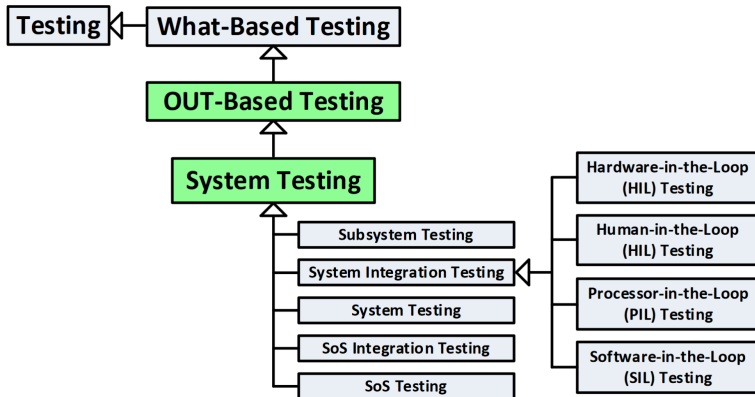 Testing
What-Based Testing
OUT-Based Testing
System Testing
Subsystem Testing
System Integration Testing
System Testing
SoS Integration Testing
SoS Testing
Hardware-in-the-Loop
(HIL) Testing
Human-in-the-Loop
(HIL) Testing
Processor-in-the-Loop
(PIL) Testing
Software-in-the-Loop
(SIL) Testing